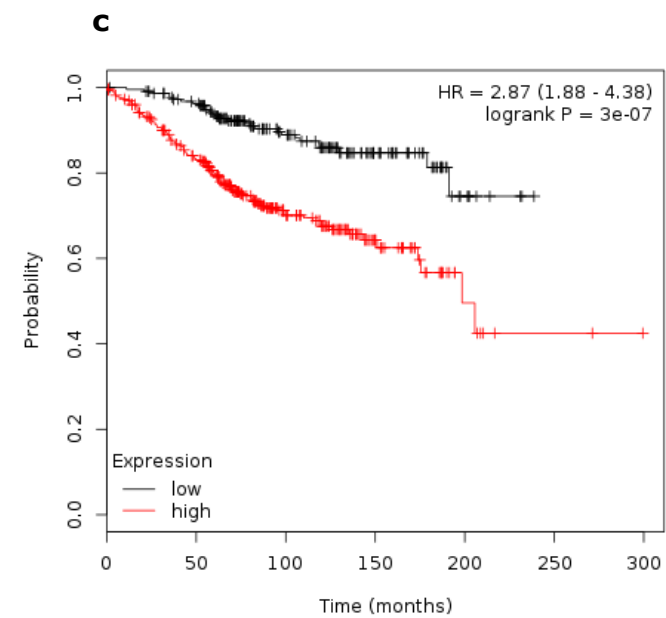 c
HR = 2.87 (1.88 - 4.38)
logrank P = 3e-07
Probability
1.0
0.8
0.6
0.4
0.2
0.0
Expression
low
high
0 50 100 150 200 250 300
Time (months)